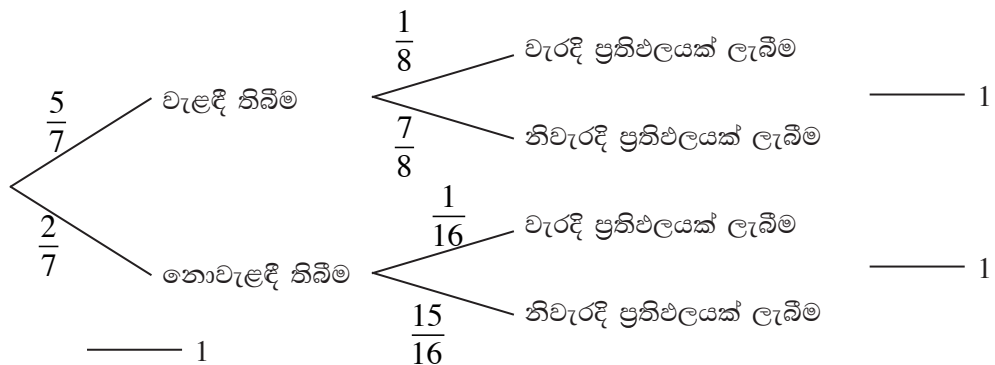 1/8 වැරදි ප්‍රතිඵලයක් ලැබීම
5/7 වැළඳී තිබීම —— 1
7/8 නිවැරදි ප්‍රතිඵලයක් ලැබීම
1/16 වැරදි ප්‍රතිඵලයක් ලැබීම
2/7 නොවැළඳී තිබීම —— 1
15/16 නිවැරදි ප්‍රතිඵලයක් ලැබීම
—— 1